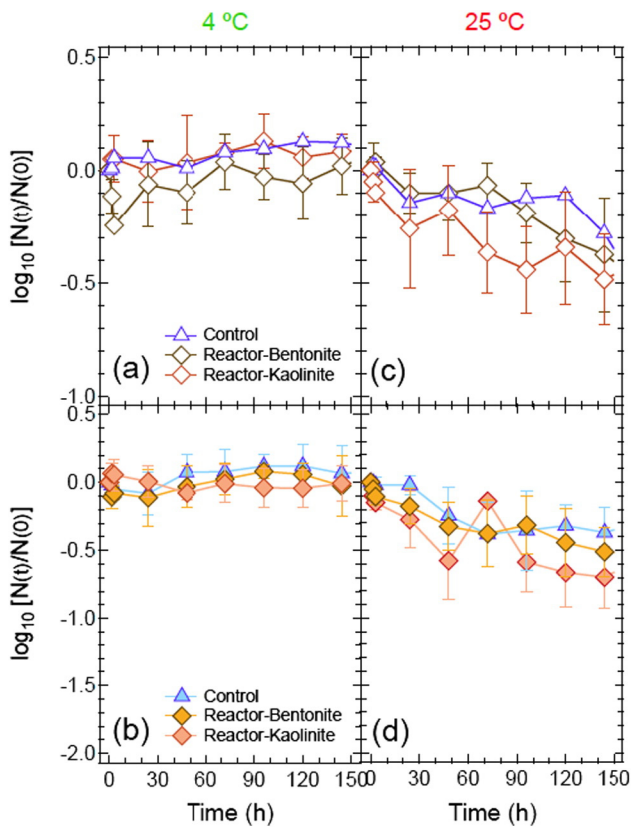 4 ºC 25 ºC
0.5
0.0
-0.5
-1.0
log10 [N(t)/N(0)]
Control
Reactor-Bentonite
Reactor-Kaolinite
(a) (c)
0.5
0.0
-0.5
-1.0
-1.5
-2.0
log10 [N(t)/N(0)]
Control
Reactor-Bentonite
Reactor-Kaolinite
(b) (d)
0 30 60 90 120 150 0 30 60 90 120 150
Time (h) Time (h)